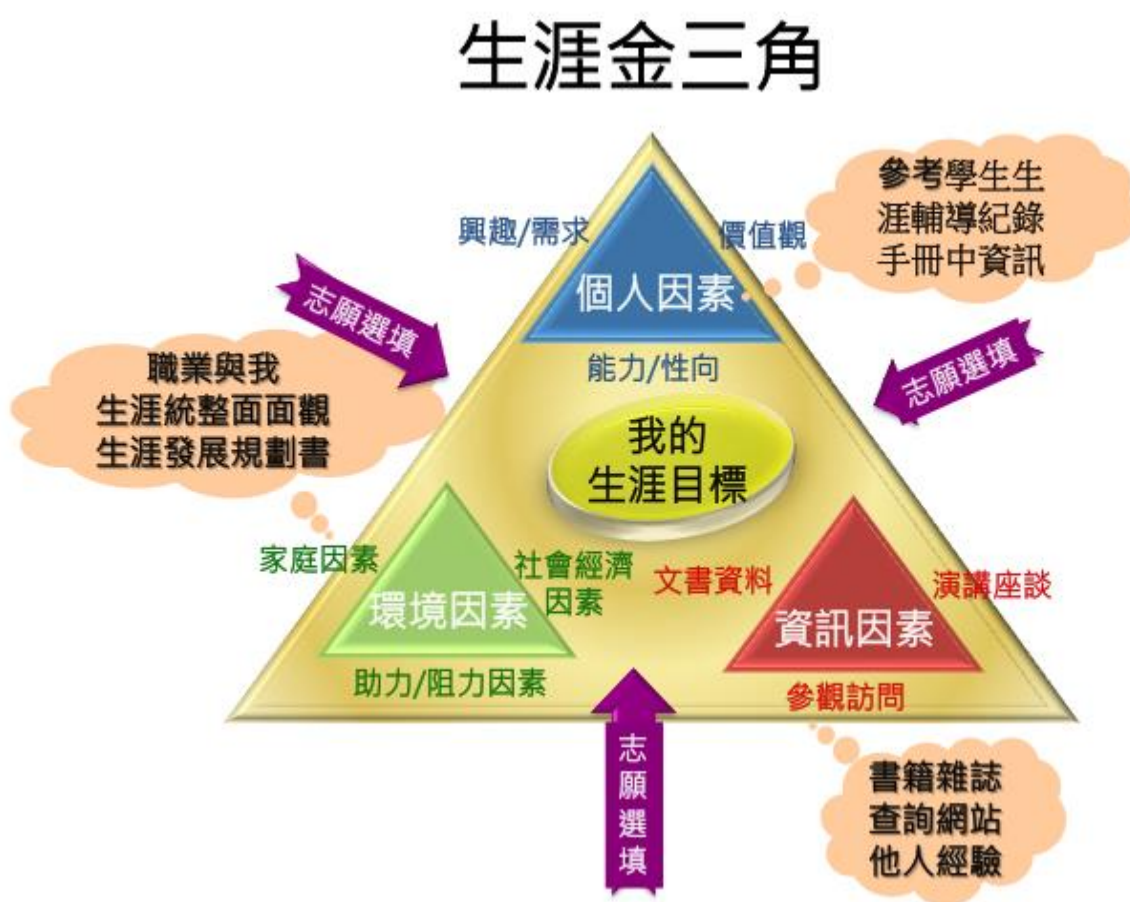 生涯金三角
參考學生生
涯輔導紀錄
手冊中資訊
興趣/需求
價值觀
個人因素
能力/性向
志願選填
志願選填
職業與我
生涯統整面面觀
生涯發展規劃書
我的
生涯目標
家庭因素
社會經濟
因素
環境因素
助力/阻力因素
文書資料
演講座談
資訊因素
參觀訪問
志願選填
書籍雜誌
查詢網站
他人經驗